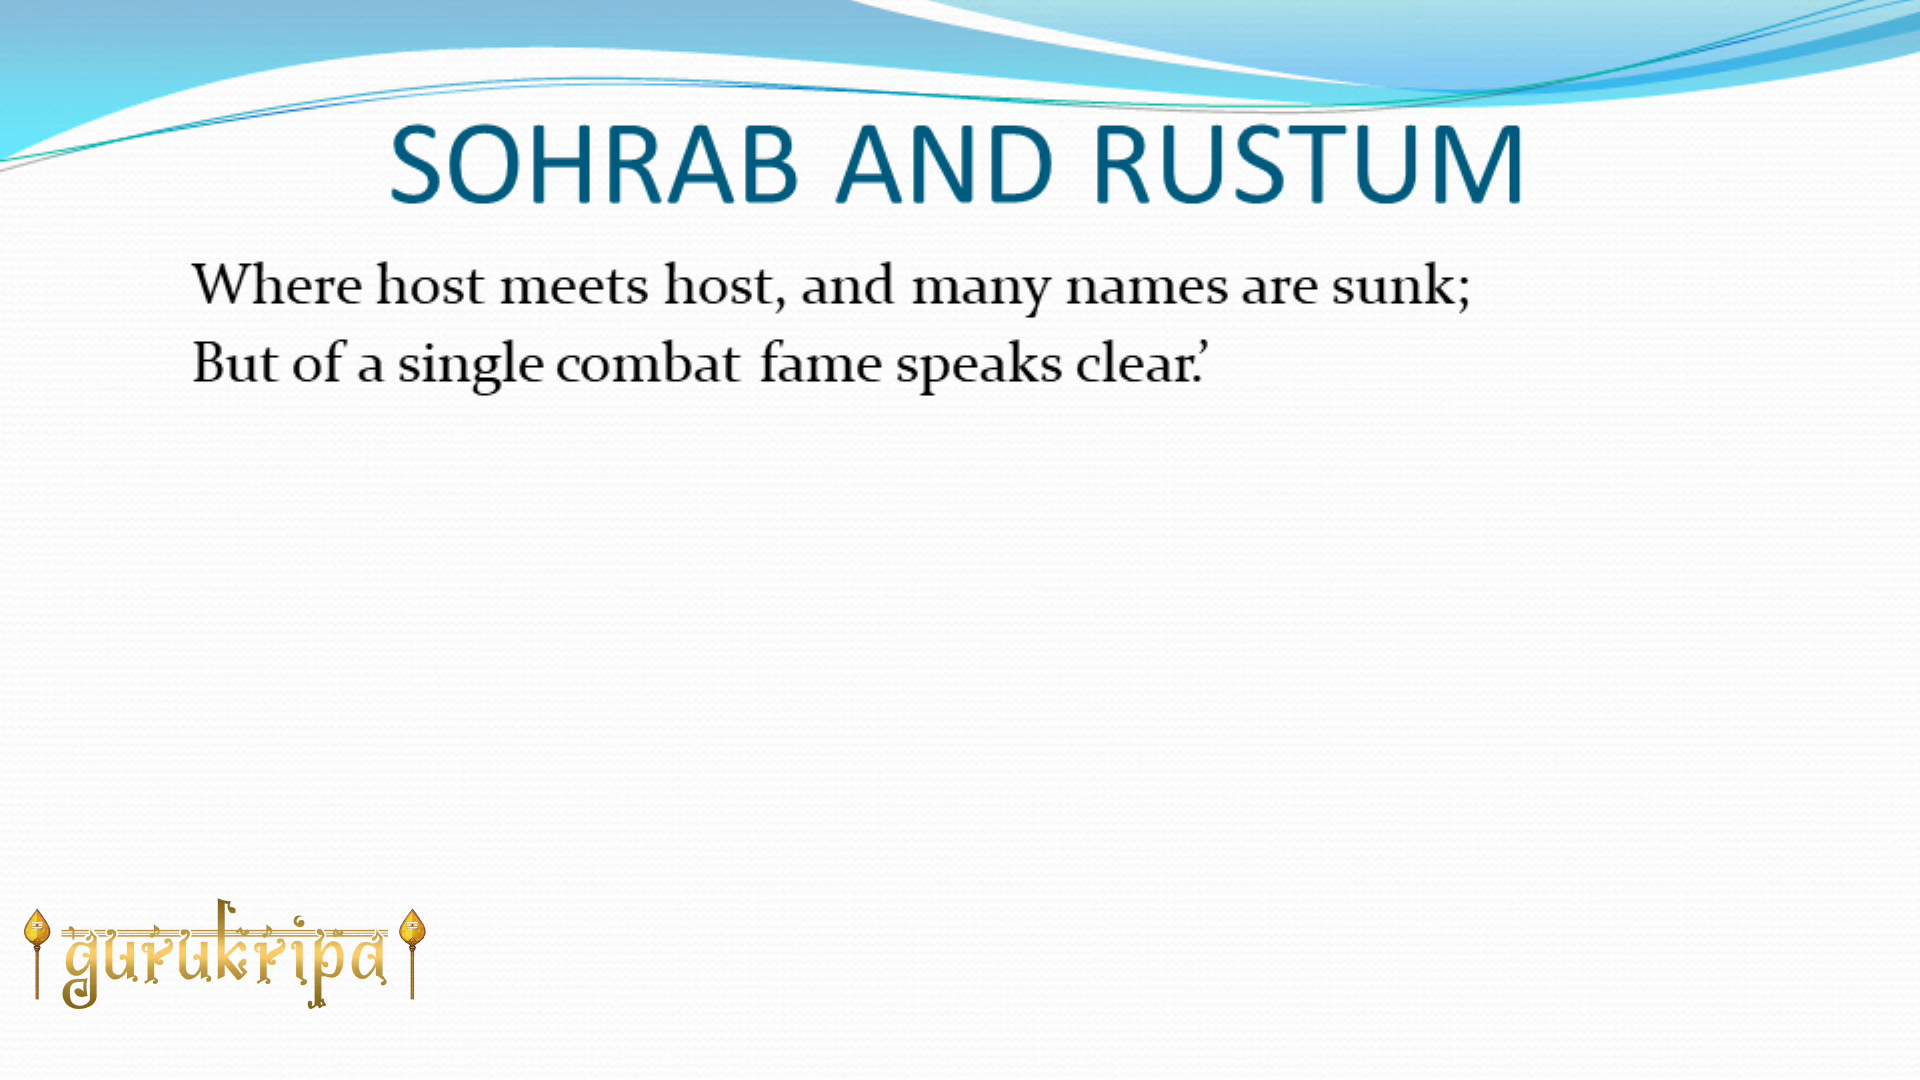 SOHRAB AND RUSTUM
Where host meets host, and many names are sunk;
But of a single combat fame speaks clear.’
gurukripa